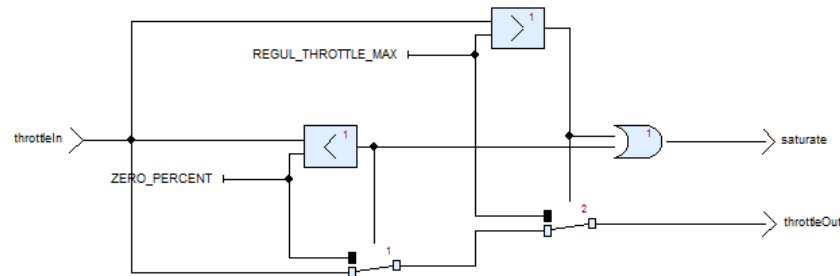 1
>
REGUL_THROTTLE_MAX
throttleIn
1
<
1
saturate
ZERO_PERCENT
2
throttleOut
1